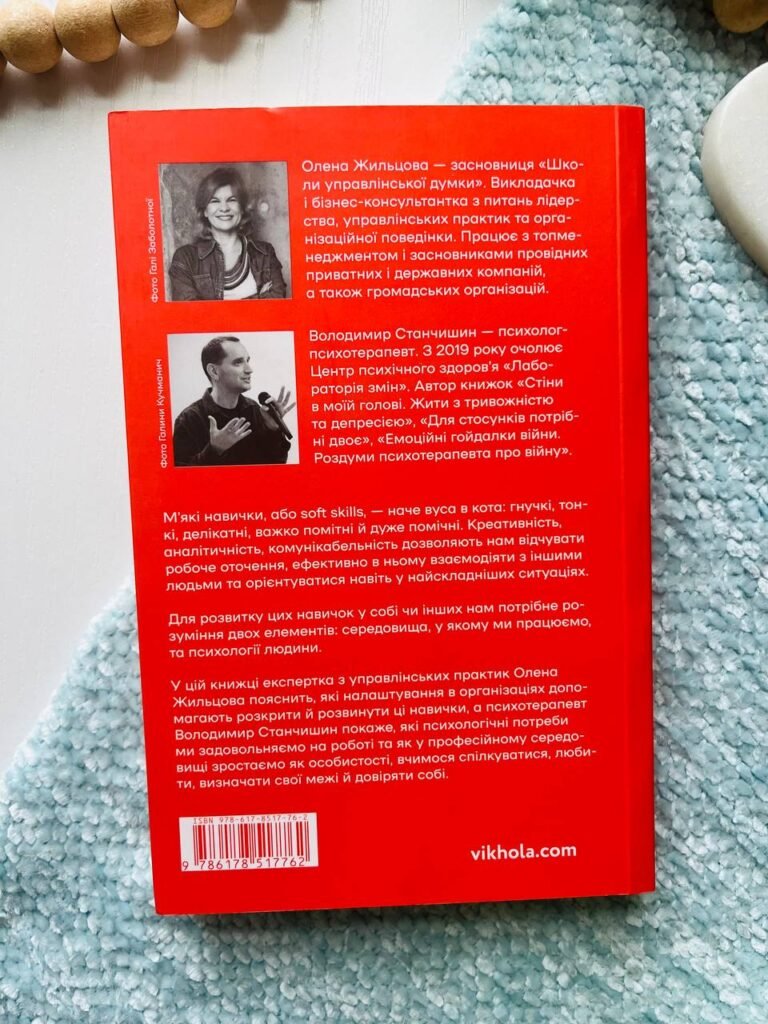 Олена Жильцова — засновниця «Шко-
ли управлінської думки». Викладачка
і бізнес-консультантка з питань лідер-
ства, управлінських практик та орга-
нізаційної поведінки. Працює з топме-
неджментом і засновниками провідних
приватних і державних компаній,
а також громадських організацій.
Фото Галі Заболотної
Володимир Станчишин — психолог-
психотерапевт. З 2019 року очолює
Центр психічного здоров'я «Лабо-
раторія змін». Автор книжок «Стіни
в моїй голові. Жити з тривожністю
та депресією», «Для стосунків потріб-
ні двоє», «Емоційні гойдалки війни.
Роздуми психотерапевта про війну».
Фото Галини Кучманич
М'які навички, або soft skills, — наче вуса в кота: гнучкі, тон-
кі, делікатні, важко помітні й дуже помічні. Креативність,
аналітичність, комунікабельність дозволяють нам відчувати
робоче оточення, ефективно в ньому взаємодіяти з іншими
людьми та орієнтуватися навіть у найскладніших ситуаціях.
Для розвитку цих навичок у собі чи інших нам потрібне ро-
зуміння двох елементів: середовища, у якому ми працюємо,
та психології людини.
У цій книжці експертка з управлінських практик Олена
Жильцова пояснить, які налаштування в організаціях допо-
магають розкрити й розвинути ці навички, а психотерапевт
Володимир Станчишин покаже, які психологічні потреби
ми задовольняємо на роботі та як у професійному середо-
вищі зростаємо як особистості, вчимося спілкуватися, люби-
ти, визначати свої межі й довіряти собі.
ISBN 978-617-8517-76-2
9 786178 517762
vikhola.com